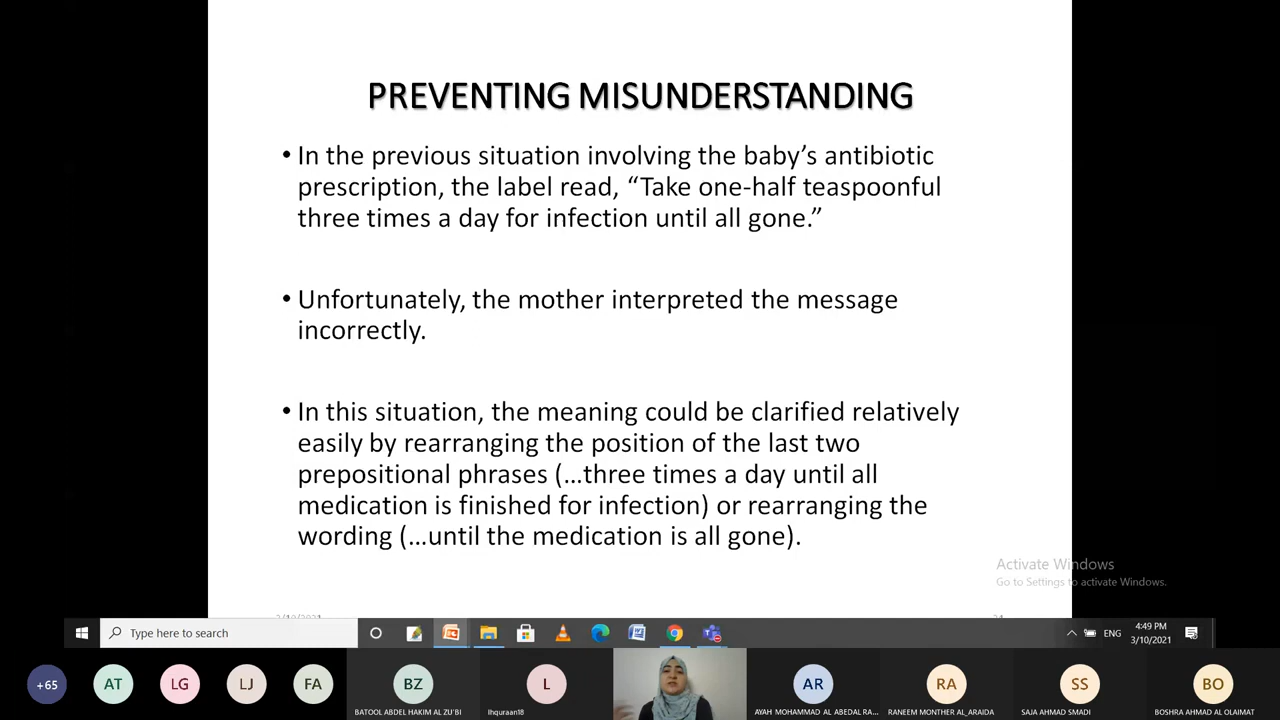 PREVENTING MISUNDERSTANDING
• In the previous situation involving the baby’s antibiotic
prescription, the label read, “Take one-half teaspoonful
three times a day for infection until all gone.”
• Unfortunately, the mother interpreted the message
incorrectly.
• In this situation, the meaning could be clarified relatively
easily by rearranging the position of the last two
prepositional phrases (…three times a day until all
medication is finished for infection) or rearranging the
wording (…until the medication is all gone).
Activate Windows
Go to Settings to activate Windows.
Type here to search
ENG
4:49 PM
3/10/2021
+65
AT
LG
LJ
FA
BZ
L
AR
RA
SS
BO
BATOOL ABDEL HAKIM AL ZU'BI
lhquraan18
AYAH MOHAMMAD AL ABEDAL RA...
RANEEM MONTHER AL_ARAIDA
SAJA AHMAD SMADI
BOSHRA AHMAD AL OLAIMAT